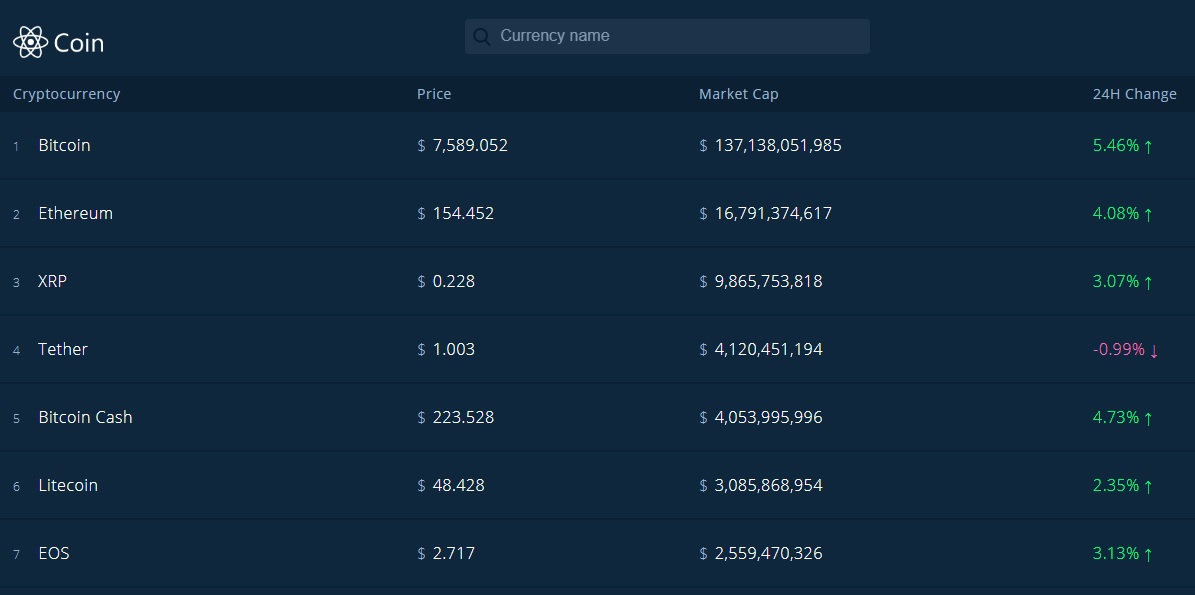 Coin
Currency name
Cryptocurrency Price Market Cap 24H Change
1 Bitcoin $ 7,589.052 $ 137,138,051,985 5.46% ↑
2 Ethereum $ 154.452 $ 16,791,374,617 4.08% ↑
3 XRP $ 0.228 $ 9,865,753,818 3.07% ↑
4 Tether $ 1.003 $ 4,120,451,194 -0.99% ↓
5 Bitcoin Cash $ 223.528 $ 4,053,995,996 4.73% ↑
6 Litecoin $ 48.428 $ 3,085,868,954 2.35% ↑
7 EOS $ 2.717 $ 2,559,470,326 3.13% ↑